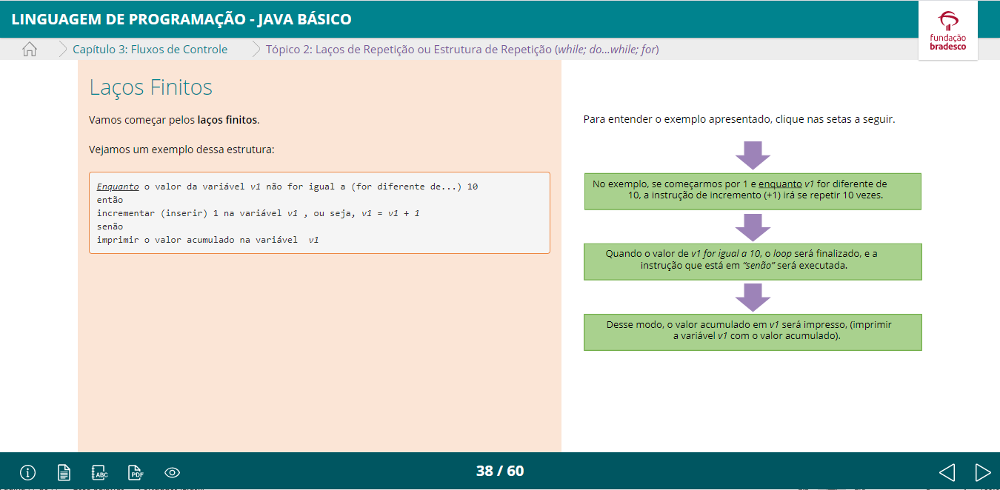 LINGUAGEM DE PROGRAMAÇÃO - JAVA BÁSICO
fundação
bradesco
Capítulo 3: Fluxos de Controle
Tópico 2: Laços de Repetição ou Estrutura de Repetição (while; do...while; for)
Laços Finitos
Vamos começar pelos laços finitos.
Vejamos um exemplo dessa estrutura:
Enquanto o valor da variável v1 não for igual a (for diferente de...) 10
então
incrementar (inserir) 1 na variável v1 , ou seja, v1 = v1 + 1
senão
imprimir o valor acumulado na variável v1
Para entender o exemplo apresentado, clique nas setas a seguir.
No exemplo, se começarmos por 1 e enquanto v1 for diferente de
10, a instrução de incremento (+1) irá se repetir 10 vezes.
Quando o valor de v1 for igual a 10, o loop será finalizado, e a
instrução que está em “senão” será executada.
Desse modo, o valor acumulado em v1 será impresso, (imprimir
a variável v1 com o valor acumulado).
ABC
PDF
38 / 60